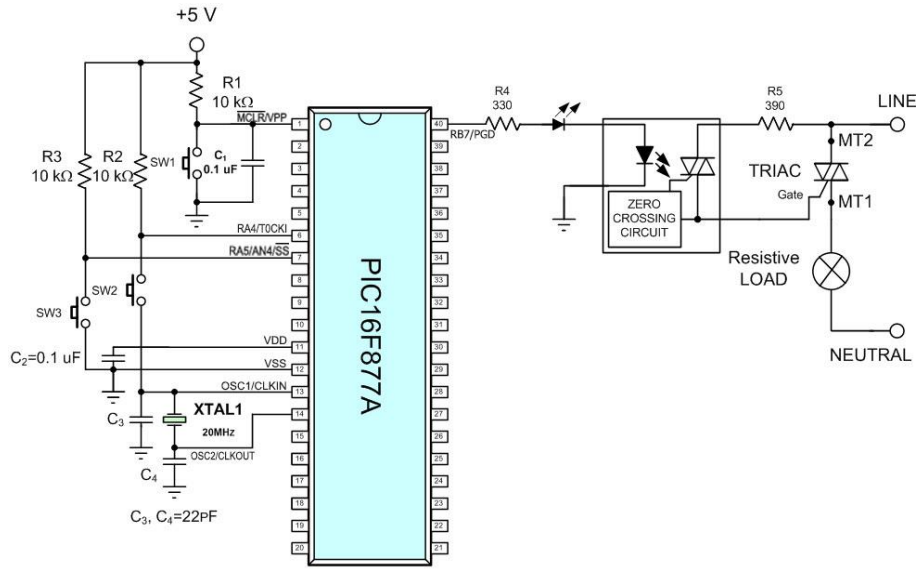 +5 V
R1
10 kΩ
R3
10 kΩ
R2
10 kΩ
SW1
C₁
0.1 uF
MCLR/VPP
RA4/T0CKI
RA5/AN4/SS
SW2
SW3
C₂=0.1 uF
VDD
VSS
OSC1/CLKIN
C₃
XTAL1
20MHz
OSC2/CLKOUT
C₄
C₃, C₄=22PF
1
2
3
4
5
6
7
8
9
10
11
12
13
14
15
16
17
18
19
20
PIC16F877A
40
39
38
37
36
35
34
33
32
31
30
29
28
27
26
25
24
23
22
21
RB7/PGD
R4
330
ZERO
CROSSING
CIRCUIT
R5
390
LINE
MT2
TRIAC
Gate
MT1
Resistive
LOAD
NEUTRAL